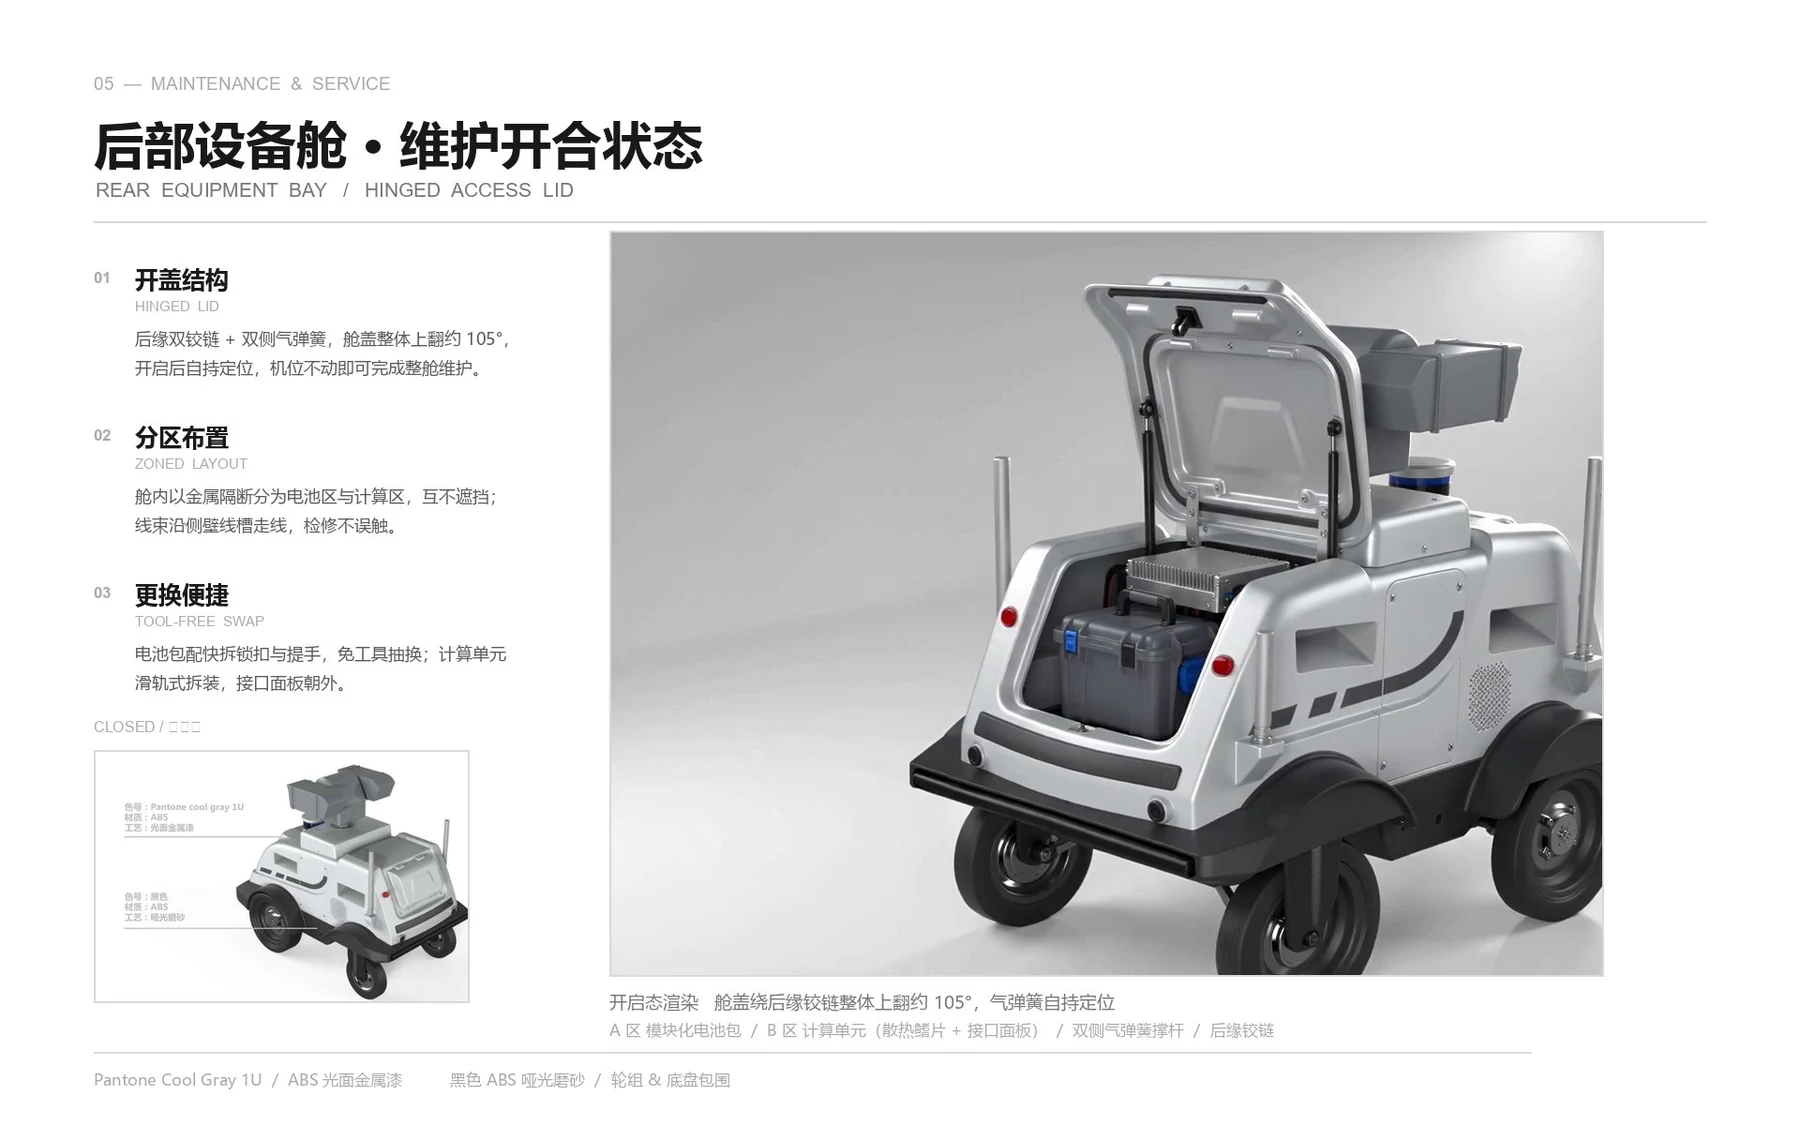 05 — MAINTENANCE & SERVICE
后部设备舱・维护开合状态
REAR EQUIPMENT BAY / HINGED ACCESS LID
01 开盖结构
HINGED LID
后缘双铰链 + 双侧气弹簧，舱盖整体上翻约 105°，
开启后自持定位，机位不动即可完成整舱维护。
02 分区布置
ZONED LAYOUT
舱内以金属隔断分为电池区与计算区，互不遮挡；
线束沿侧壁线槽走线，检修不误触。
03 更换便捷
TOOL-FREE SWAP
电池包配快拆锁扣与提手，免工具抽换；计算单元
滑轨式拆装，接口面板朝外。
CLOSED / □□□
色号：Pantone cool gray 1U
材质：ABS
工艺：光面金属漆
色号：黑色
材质：ABS
工艺：哑光磨砂
开启态渲染 舱盖绕后缘铰链整体上翻约 105°，气弹簧自持定位
A 区 模块化电池包 / B 区 计算单元（散热鳍片 + 接口面板） / 双侧气弹簧撑杆 / 后缘铰链
Pantone Cool Gray 1U / ABS 光面金属漆 黑色 ABS 哑光磨砂 / 轮组 & 底盘包围